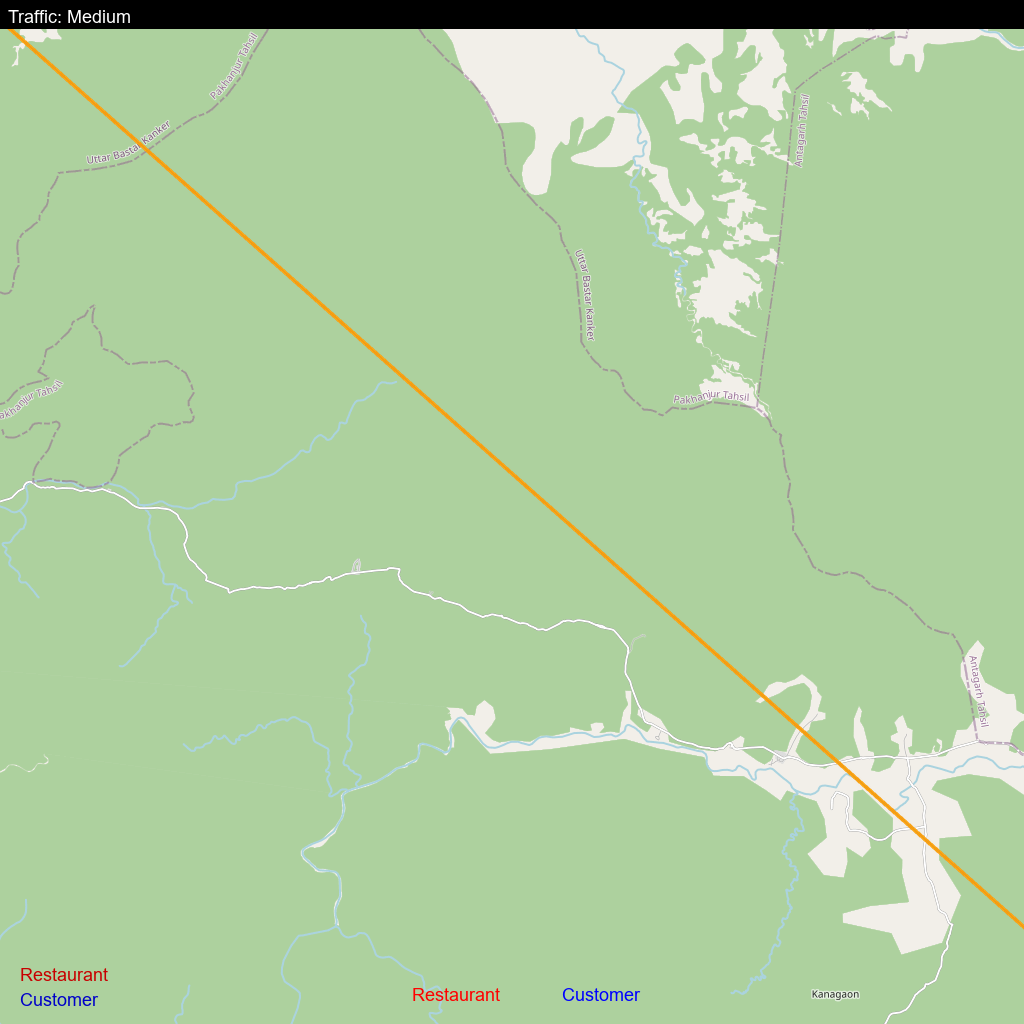 Traffic: Medium
Pakhanjur Tahsil
Uttar Bastar Kanker
Antagarh Tahsil
Uttar Bastar Kanker
Pakhanjur Tahsil
akhanjur Tahsil
Antagarh Tahsil
Restaurant
Customer
Restaurant Customer
Kanagaon